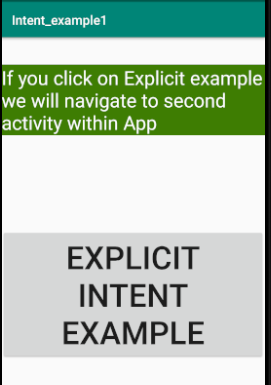 Intent_example1
If you click on Explicit example
we will navigate to second
activity within App
EXPLICIT
INTENT
EXAMPLE